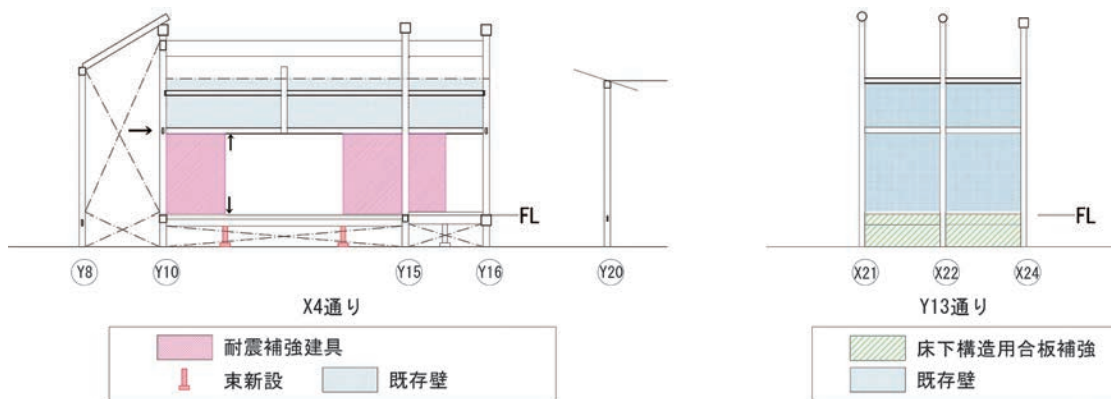 FL
FL
Y8 Y10 Y15 Y16 Y20
X21 X22 X24
X4通り
Y13通り
耐震補強建具
束新設 既存壁
床下構造用合板補強
既存壁